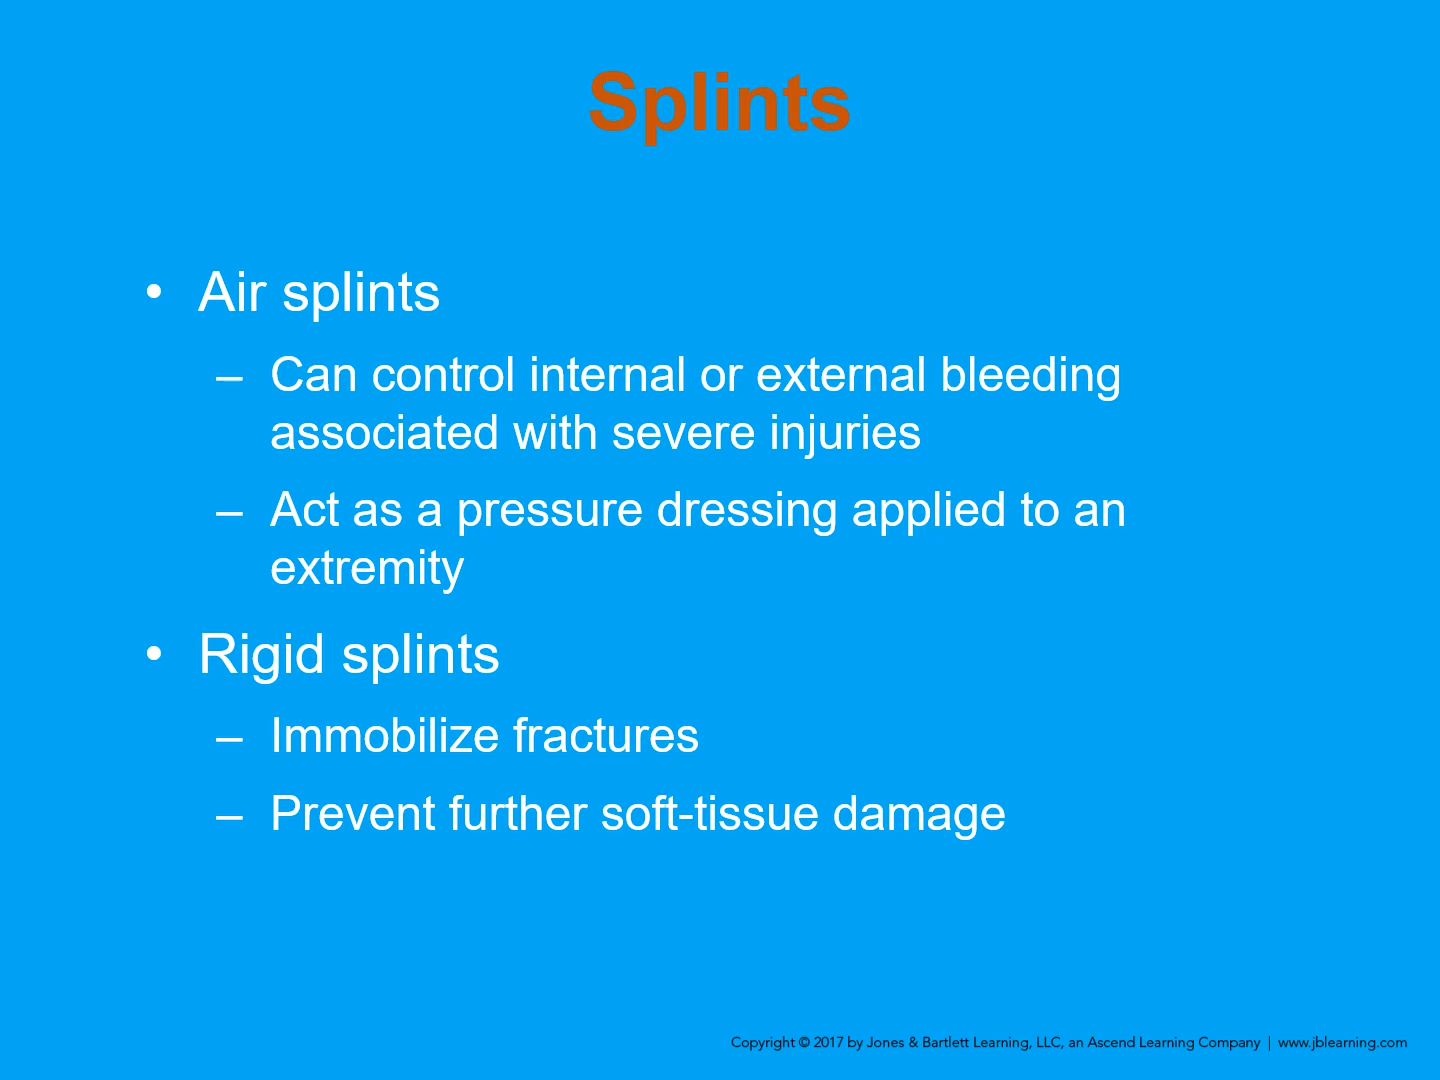 Splints
• Air splints
– Can control internal or external bleeding
associated with severe injuries
– Act as a pressure dressing applied to an
extremity
• Rigid splints
– Immobilize fractures
– Prevent further soft-tissue damage
Copyright © 2017 by Jones & Bartlett Learning, LLC, an Ascend Learning Company | www.jblearning.com